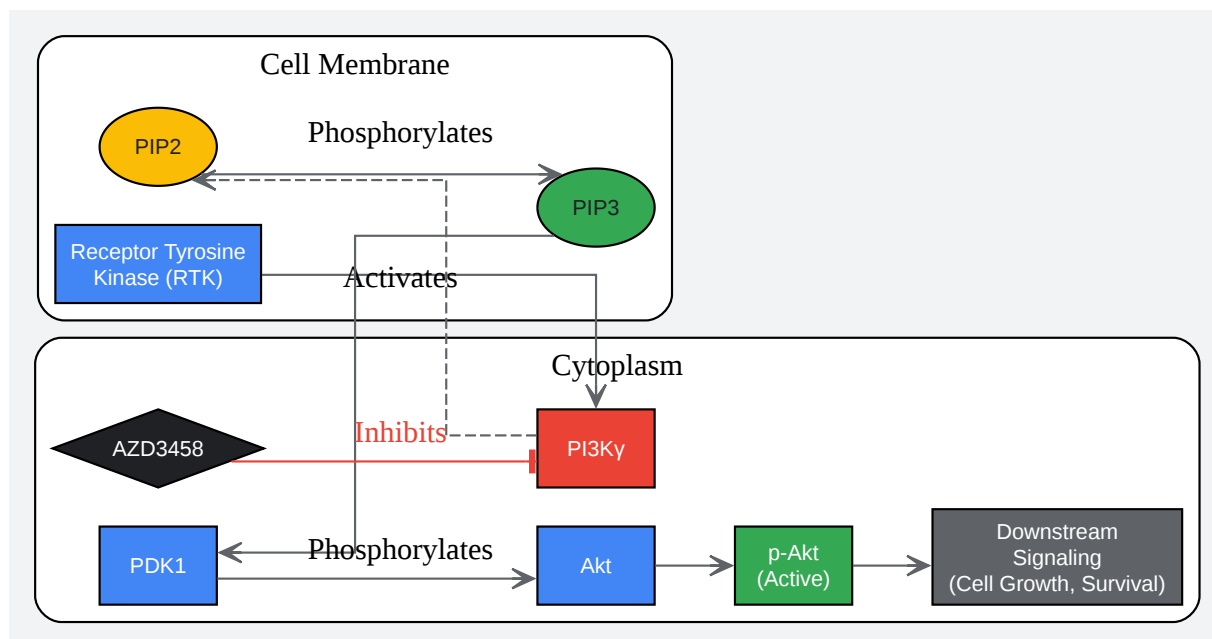 Cell Membrane
PIP2
Phosphorylates
PIP3
Receptor Tyrosine
Kinase (RTK)
Activates
Cytoplasm
AZD3458
Inhibits
PI3Kγ
PDK1
Phosphorylates
Akt
p-Akt
(Active)
Downstream
Signaling
(Cell Growth, Survival)